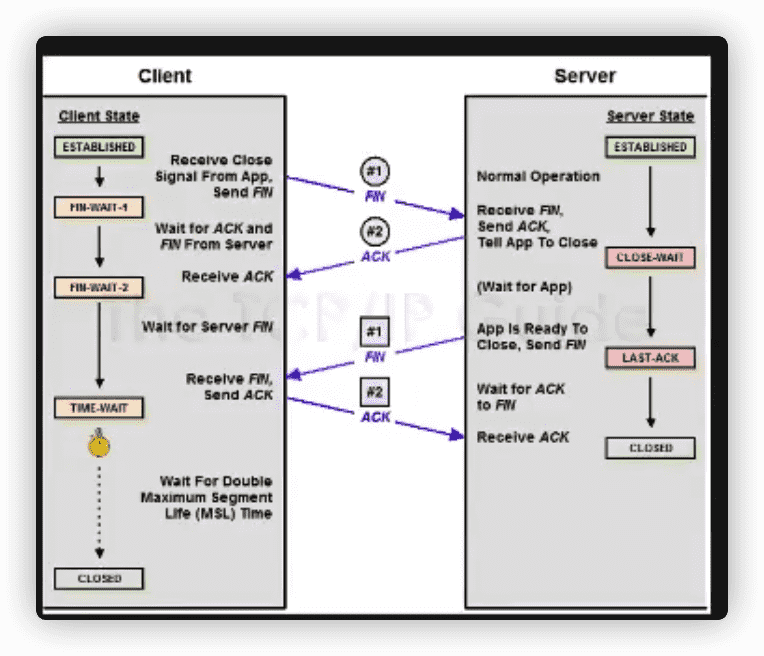 Client
Server
Client State
ESTABLISHED
Receive Close
Signal From App,
Send FIN
FIN-WAIT-1
Wait for ACK and
FIN From Server
Receive ACK
FIN-WAIT-2
Wait for Server FIN
Receive FIN,
Send ACK
TIME-WAIT
Wait For Double
Maximum Segment
Life (MSL) Time
CLOSED
#1
FIN
#2
ACK
#1
FIN
#2
ACK
The TCP/IP Guide
Server State
ESTABLISHED
Normal Operation
Receive FIN,
Send ACK,
Tell App To Close
CLOSE-WAIT
(Wait for App)
App Is Ready To
Close, Send FIN
LAST-ACK
Wait for ACK
to FIN
Receive ACK
CLOSED